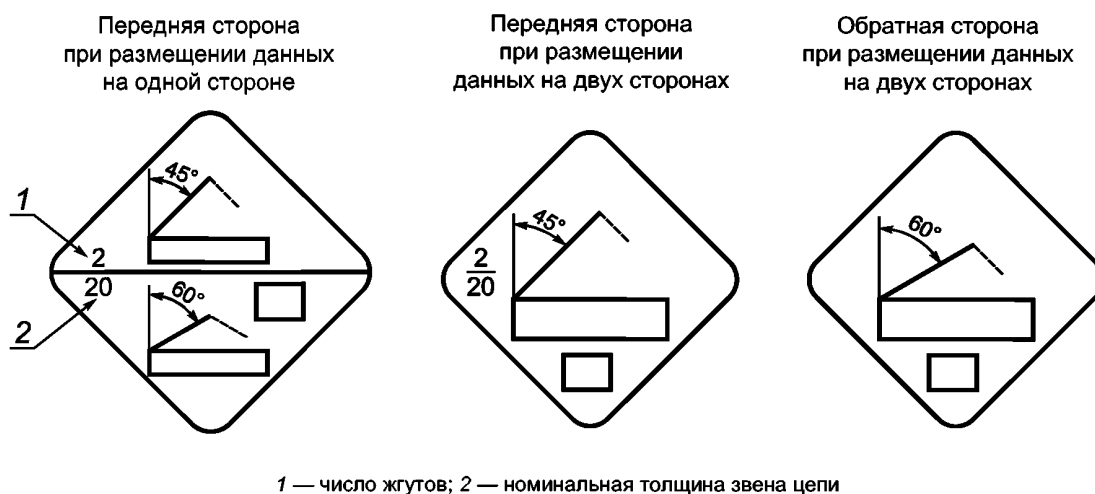 Передняя сторона
при размещении данных
на одной стороне
Передняя сторона
при размещении
данных на двух сторонах
Обратная сторона
при размещении данных
на двух сторонах
1
45°
2
20
60°
2
45°
2
20
60°
1 — число жгутов; 2 — номинальная толщина звена цепи